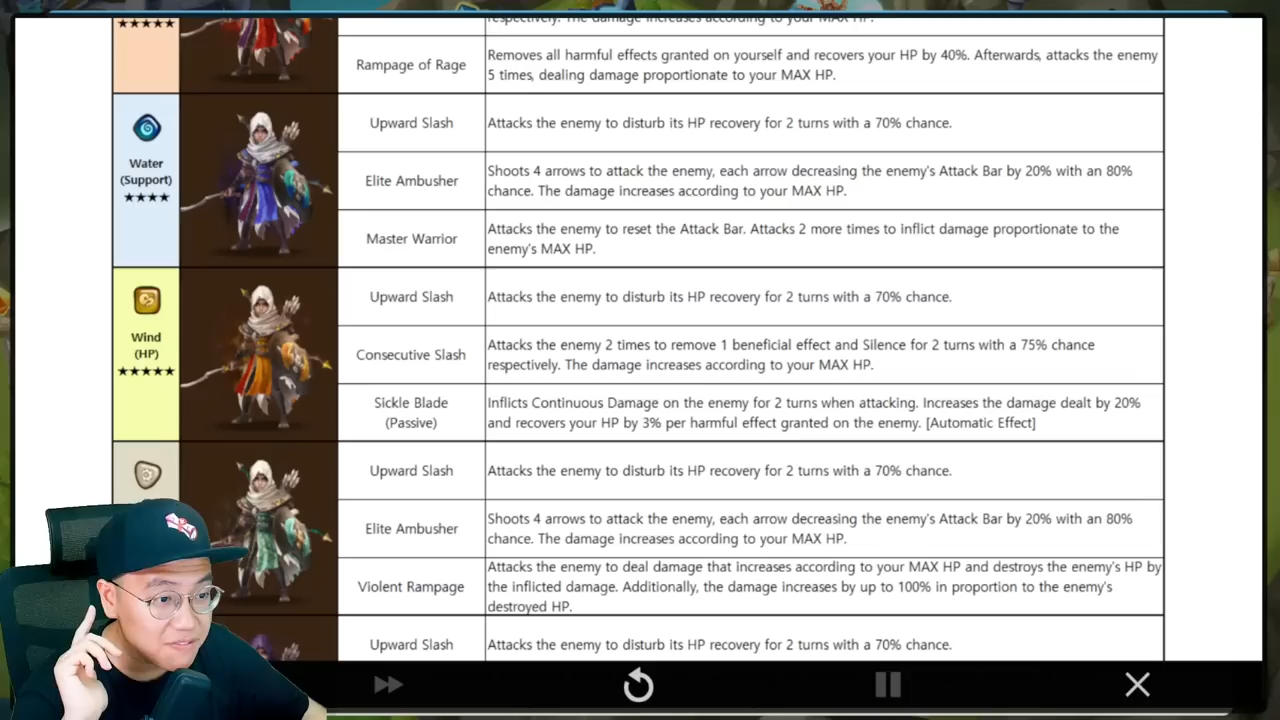 respectively. The damage increases according to your MAX HP.
★★★★★
Rampage of Rage
Removes all harmful effects granted on yourself and recovers your HP by 40%. Afterwards, attacks the enemy
5 times, dealing damage proportionate to your MAX HP.
Water
(Support)
★★★★
Upward Slash
Attacks the enemy to disturb its HP recovery for 2 turns with a 70% chance.
Elite Ambusher
Shoots 4 arrows to attack the enemy, each arrow decreasing the enemy's Attack Bar by 20% with an 80%
chance. The damage increases according to your MAX HP.
Master Warrior
Attacks the enemy to reset the Attack Bar. Attacks 2 more times to inflict damage proportionate to the
enemy's MAX HP.
Wind
(HP)
★★★★★
Upward Slash
Attacks the enemy to disturb its HP recovery for 2 turns with a 70% chance.
Consecutive Slash
Attacks the enemy 2 times to remove 1 beneficial effect and Silence for 2 turns with a 75% chance
respectively. The damage increases according to your MAX HP.
Sickle Blade
(Passive)
Inflicts Continuous Damage on the enemy for 2 turns when attacking. Increases the damage dealt by 20%
and recovers your HP by 3% per harmful effect granted on the enemy. [Automatic Effect]
Upward Slash
Attacks the enemy to disturb its HP recovery for 2 turns with a 70% chance.
Elite Ambusher
Shoots 4 arrows to attack the enemy, each arrow decreasing the enemy's Attack Bar by 20% with an 80%
chance. The damage increases according to your MAX HP.
Violent Rampage
Attacks the enemy to deal damage that increases according to your MAX HP and destroys the enemy's HP by
the inflicted damage. Additionally, the damage increases by up to 100% in proportion to the enemy's
destroyed HP.
Upward Slash
Attacks the enemy to disturb its HP recovery for 2 turns with a 70% chance.